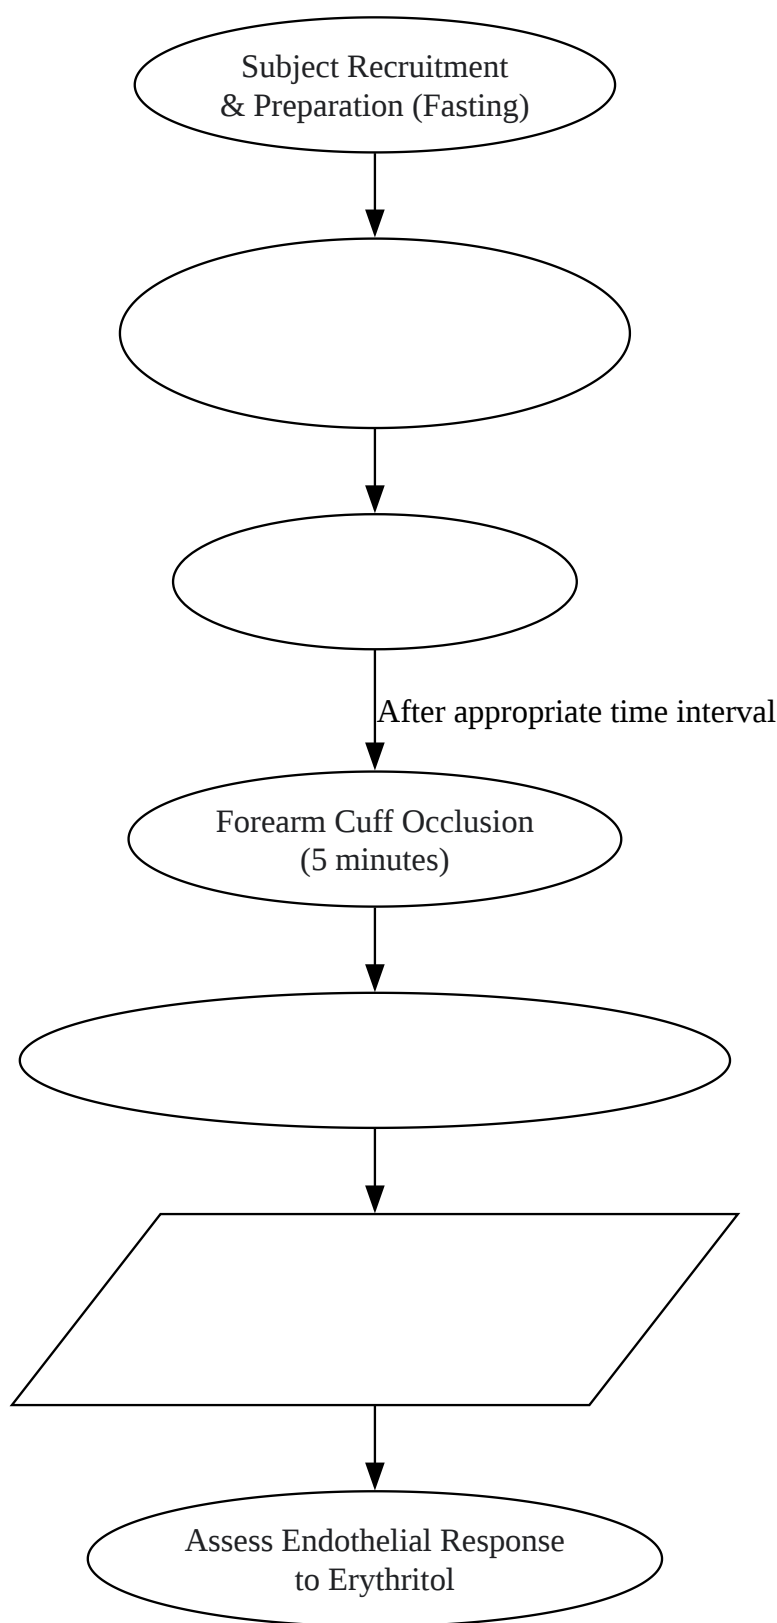 Subject Recruitment
& Preparation (Fasting)
After appropriate time interval
Forearm Cuff Occlusion
(5 minutes)
Assess Endothelial Response
to Erythritol